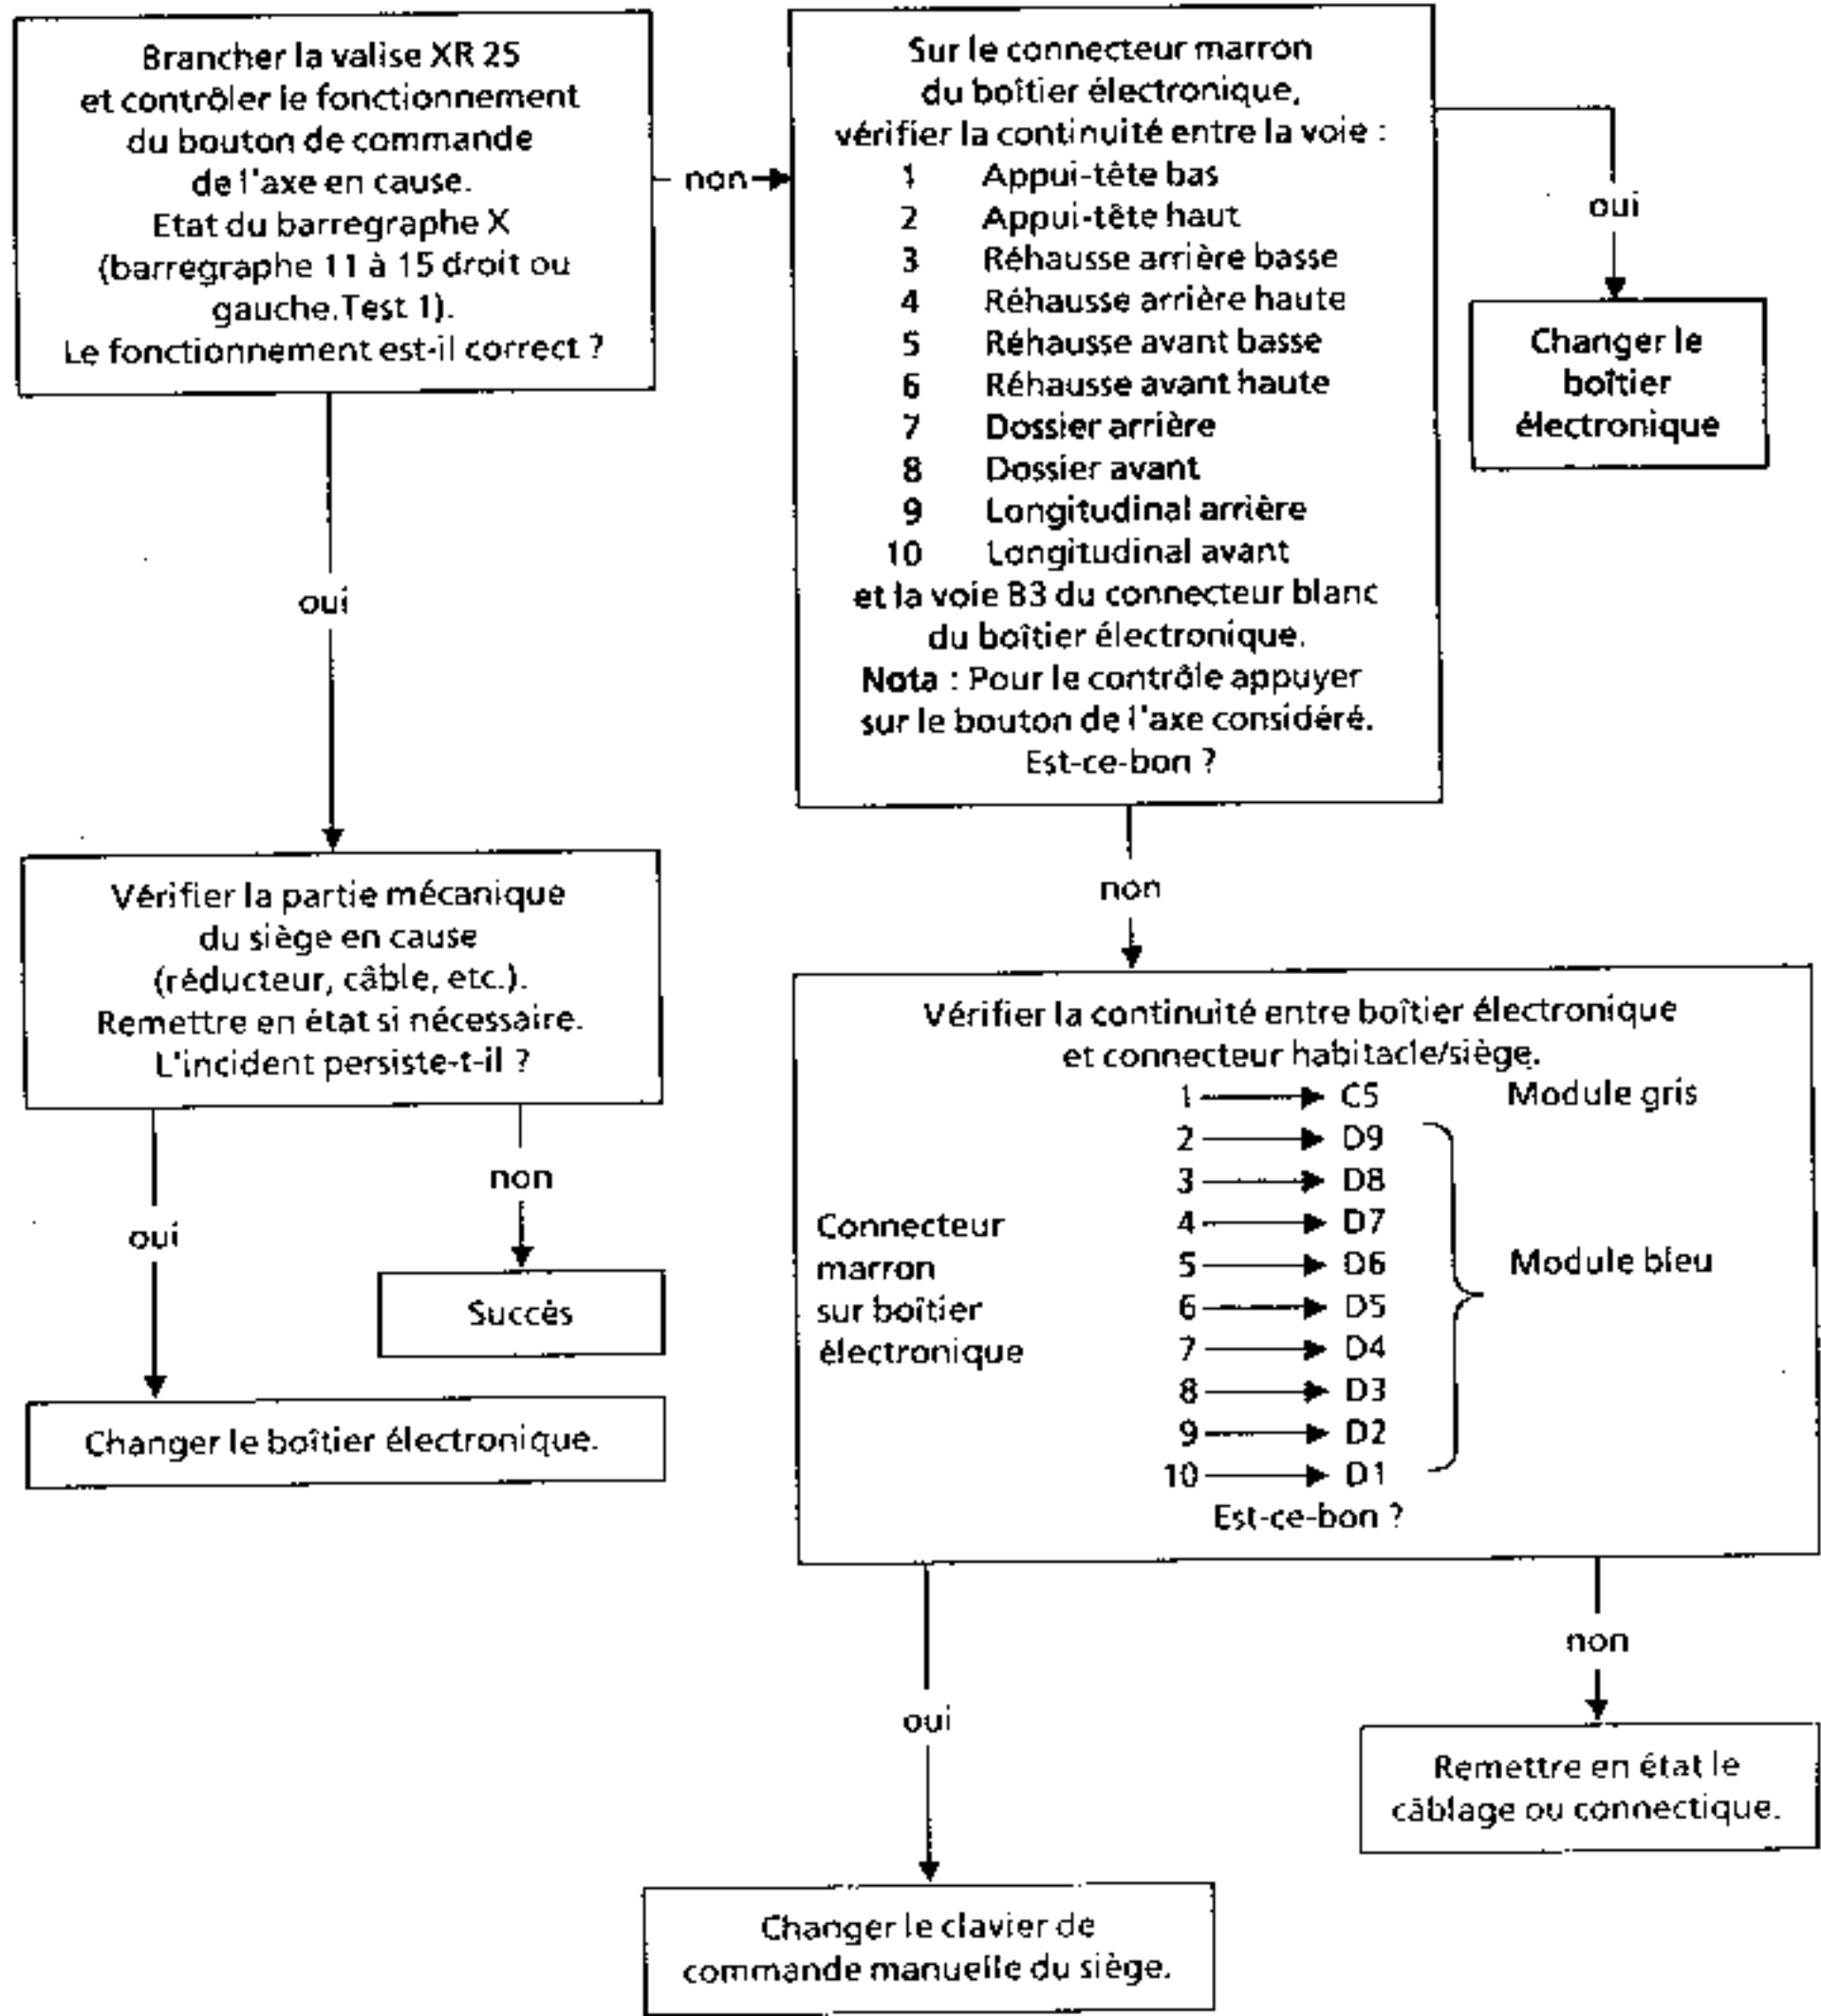 Brancher la valise XR 25
et contrôler le fonctionnement
du bouton de commande
de l'axe en cause.
Etat du barregraphe X
(barregraphe 11 à 15 droit ou
gauche.Test 1).
Le fonctionnement est-il correct ?
non
Sur le connecteur marron
du boîtier électronique,
vérifier la continuité entre la voie :
1 Appui-tête bas
2 Appui-tête haut
3 Réhausse arrière basse
4 Réhausse arrière haute
5 Réhausse avant basse
6 Réhausse avant haute
7 Dossier arrière
8 Dossier avant
9 Longitudinal arrière
10 Longitudinal avant
et la voie B3 du connecteur blanc
du boîtier électronique.
Nota : Pour le contrôle appuyer
sur le bouton de l'axe considéré.
Est-ce-bon ?
oui
Changer le
boîtier
électronique
oui
Vérifier la partie mécanique
du siège en cause
(réducteur, câble, etc.).
Remettre en état si nécessaire.
L'incident persiste-t-il ?
non
oui
Succès
Changer le boîtier électronique.
non
Vérifier la continuité entre boîtier électronique
et connecteur habitacle/siège.
Connecteur
marron
sur boîtier
électronique
1 C5 Module gris
2 D9
3 D8
4 D7
5 D6 Module bleu
6 D5
7 D4
8 D3
9 D2
10 D1
Est-ce-bon ?
oui
non
Remettre en état le
câblage ou connectique.
Changer le clavier de
commande manuelle du siège.